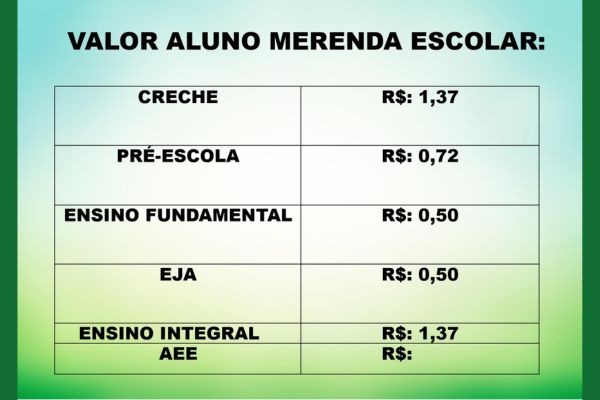 VALOR ALUNO MERENDA ESCOLAR:
CRECHE R$: 1,37
PRÉ-ESCOLA R$: 0,72
ENSINO FUNDAMENTAL R$: 0,50
EJA R$: 0,50
ENSINO INTEGRAL R$: 1,37
AEE R$: